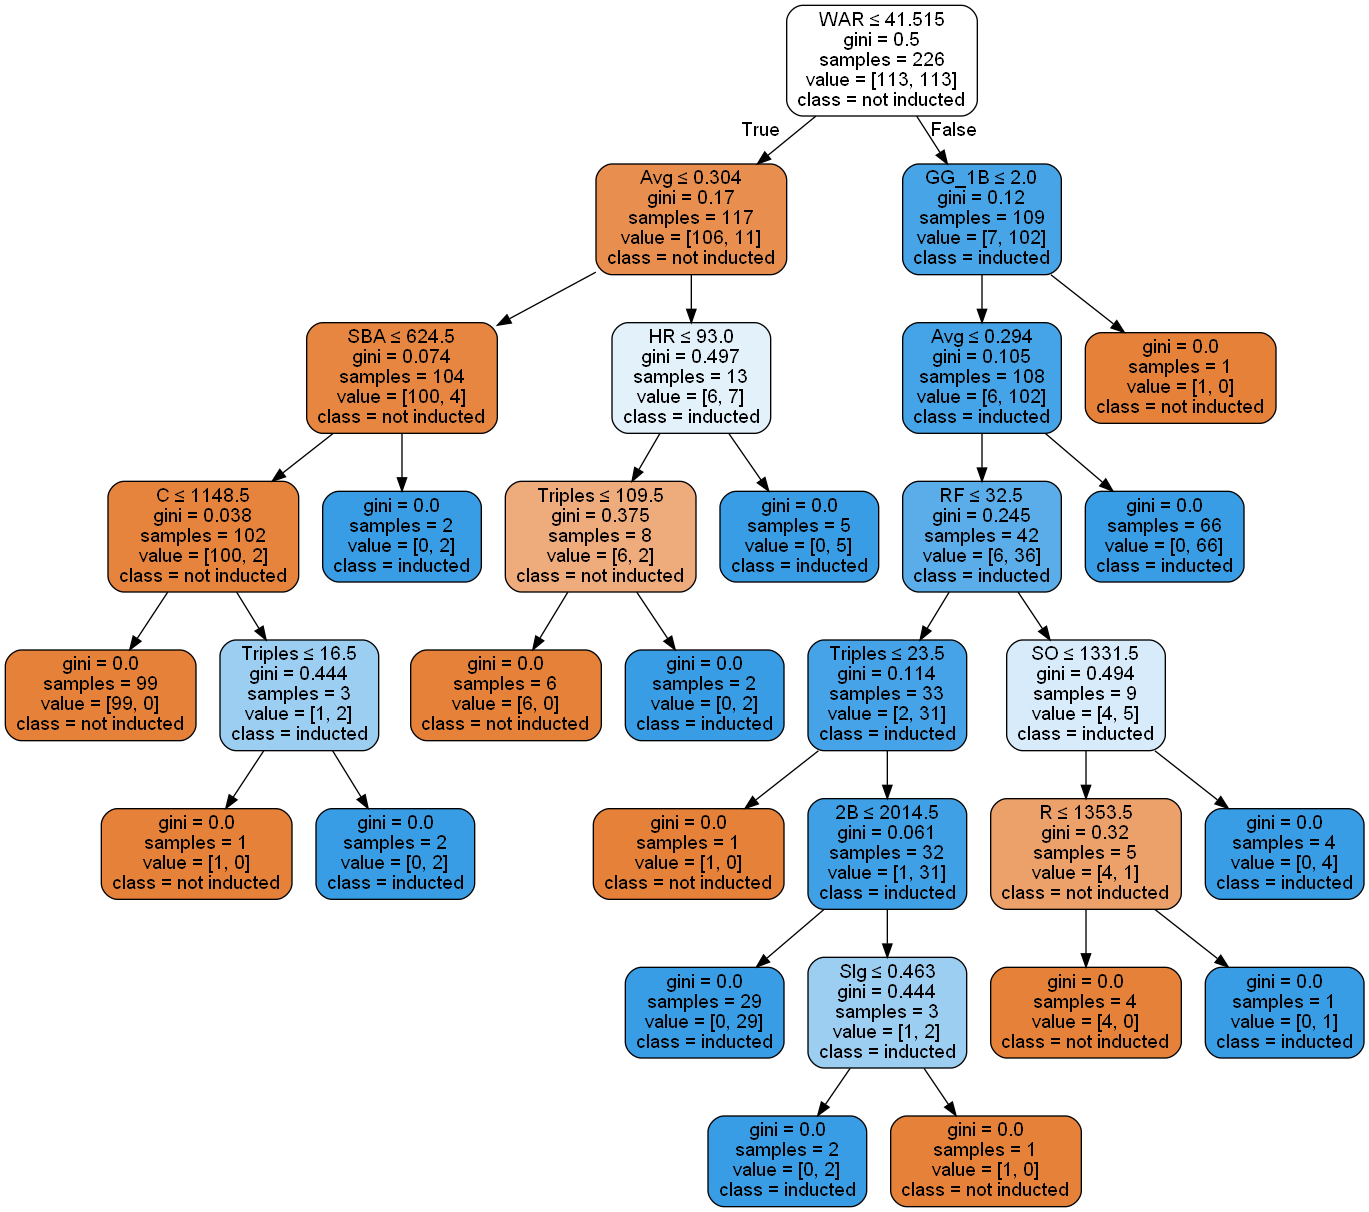 WAR ≤ 41.515
gini = 0.5
samples = 226
value = [113, 113]
class = not inducted
True
False
Avg ≤ 0.304
gini = 0.17
samples = 117
value = [106, 11]
class = not inducted
GG_1B ≤ 2.0
gini = 0.12
samples = 109
value = [7, 102]
class = inducted
SBA ≤ 624.5
gini = 0.074
samples = 104
value = [100, 4]
class = not inducted
HR ≤ 93.0
gini = 0.497
samples = 13
value = [6, 7]
class = inducted
Avg ≤ 0.294
gini = 0.105
samples = 108
value = [6, 102]
class = inducted
gini = 0.0
samples = 1
value = [1, 0]
class = not inducted
C ≤ 1148.5
gini = 0.038
samples = 102
value = [100, 2]
class = not inducted
gini = 0.0
samples = 2
value = [0, 2]
class = inducted
Triples ≤ 109.5
gini = 0.375
samples = 8
value = [6, 2]
class = not inducted
gini = 0.0
samples = 5
value = [0, 5]
class = inducted
RF ≤ 32.5
gini = 0.245
samples = 42
value = [6, 36]
class = inducted
gini = 0.0
samples = 66
value = [0, 66]
class = inducted
gini = 0.0
samples = 99
value = [99, 0]
class = not inducted
Triples ≤ 16.5
gini = 0.444
samples = 3
value = [1, 2]
class = inducted
gini = 0.0
samples = 6
value = [6, 0]
class = not inducted
gini = 0.0
samples = 2
value = [0, 2]
class = inducted
Triples ≤ 23.5
gini = 0.114
samples = 33
value = [2, 31]
class = inducted
SO ≤ 1331.5
gini = 0.494
samples = 9
value = [4, 5]
class = inducted
gini = 0.0
samples = 1
value = [1, 0]
class = not inducted
gini = 0.0
samples = 2
value = [0, 2]
class = inducted
gini = 0.0
samples = 1
value = [1, 0]
class = not inducted
2B ≤ 2014.5
gini = 0.061
samples = 32
value = [1, 31]
class = inducted
R ≤ 1353.5
gini = 0.32
samples = 5
value = [4, 1]
class = not inducted
gini = 0.0
samples = 4
value = [0, 4]
class = inducted
gini = 0.0
samples = 29
value = [0, 29]
class = inducted
Slg ≤ 0.463
gini = 0.444
samples = 3
value = [1, 2]
class = inducted
gini = 0.0
samples = 4
value = [4, 0]
class = not inducted
gini = 0.0
samples = 1
value = [0, 1]
class = inducted
gini = 0.0
samples = 2
value = [0, 2]
class = inducted
gini = 0.0
samples = 1
value = [1, 0]
class = not inducted